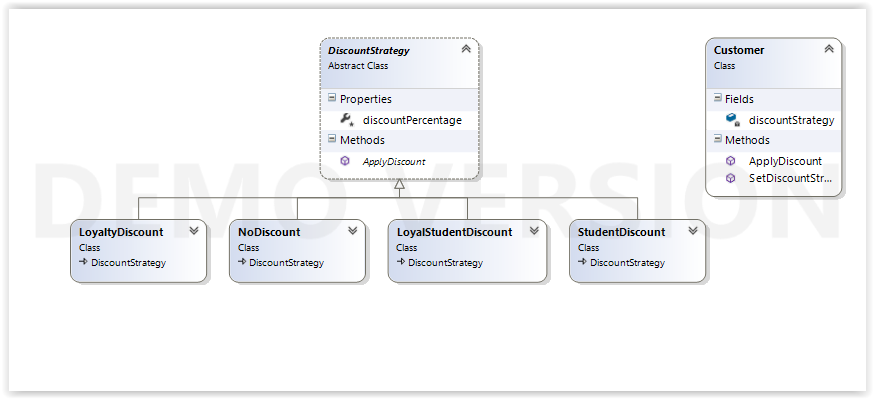 DiscountStrategy
Abstract Class
Properties
discountPercentage
Methods
ApplyDiscount
Customer
Class
Fields
discountStrategy
Methods
ApplyDiscount
SetDiscountStr...
DEMO VERSION
LoyaltyDiscount
Class
DiscountStrategy
NoDiscount
Class
DiscountStrategy
LoyalStudentDiscount
Class
DiscountStrategy
StudentDiscount
Class
DiscountStrategy